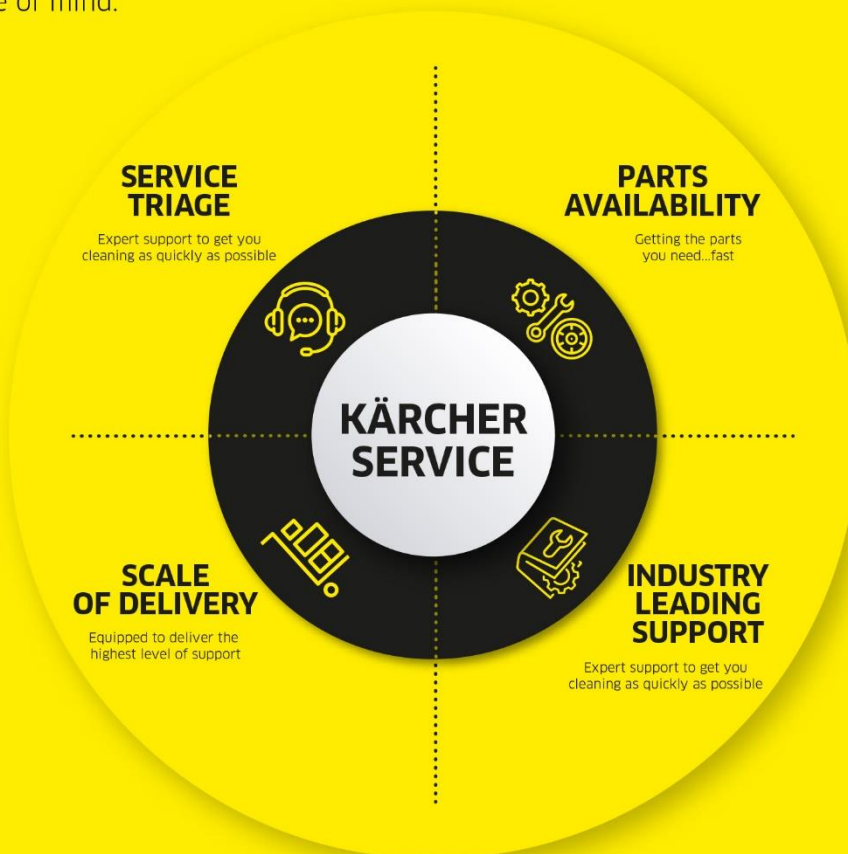 of mind.
SERVICE
TRIAGE
Expert support to get you
cleaning as quickly as possible
PARTS
AVAILABILITY
Getting the parts
you need...fast
KÄRCHER
SERVICE
SCALE
OF DELIVERY
Equipped to deliver the
highest level of support
INDUSTRY
LEADING
SUPPORT
Expert support to get you
cleaning as quickly as possible